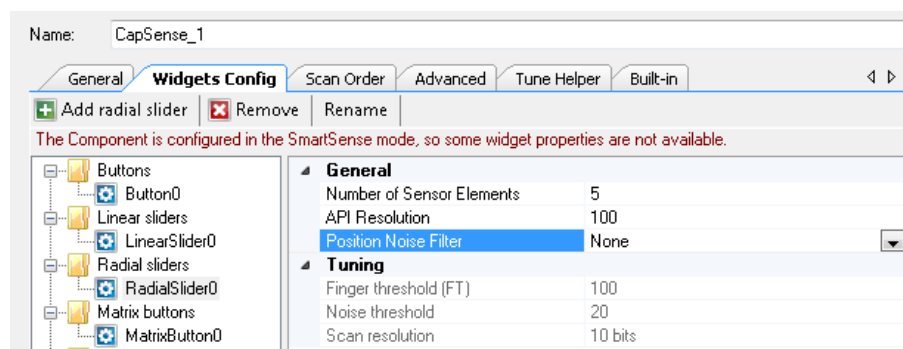 Name: CapSense_1
General Widgets Config Scan Order Advanced Tune Helper Built-in
Add radial slider Remove Rename
The Component is configured in the SmartSense mode, so some widget properties are not available.
Buttons
Button0
Linear sliders
LinearSlider0
Radial sliders
RadialSlider0
Matrix buttons
MatrixButton0
General
Number of Sensor Elements 5
API Resolution 100
Position Noise Filter None
Tuning
Finger threshold (FT) 100
Noise threshold 20
Scan resolution 10 bits